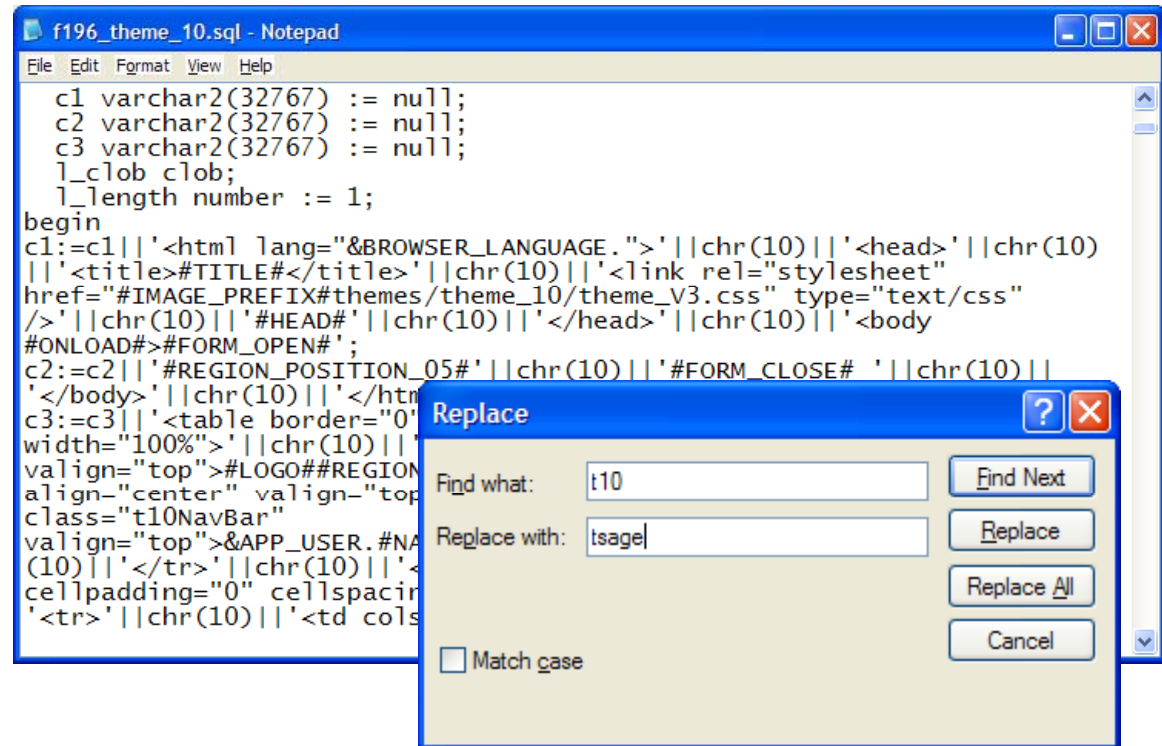 f196_theme_10.sql - Notepad
File Edit Format View Help
c1 varchar2(32767) := null;
c2 varchar2(32767) := null;
c3 varchar2(32767) := null;
l_clob clob;
l_length number := 1;
begin
c1:=c1||'<html lang="&BROWSER_LANGUAGE.">'||chr(10)||'<head>'||chr(10)
||'<title>#TITLE#</title>'||chr(10)||'<link rel="stylesheet"
href="#IMAGE_PREFIX#themes/theme_10/theme_V3.css" type="text/css"
/>'||chr(10)||'#HEAD#'||chr(10)||'</head>'||chr(10)||'<body
#ONLOAD#>#FORM_OPEN#';
c2:=c2||'#REGION_POSITION_05#'||chr(10)||'#FORM_CLOSE# '||chr(10)||
'</body>'||chr(10)||'</htm
c3:=c3||'<table border="0"
width="100%">'||chr(10)||'
valign="top">#LOGO##REGION
align="center" valign="top
class="t10NavBar"
valign="top">&APP_USER.#NA
(10)||'</tr>'||chr(10)||'<
cellpadding="0" cellspacin
'<tr>'||chr(10)||'<td cols
Replace
Find what: t10 Find Next
Replace with: tsage Replace
Replace All
Cancel
Match case